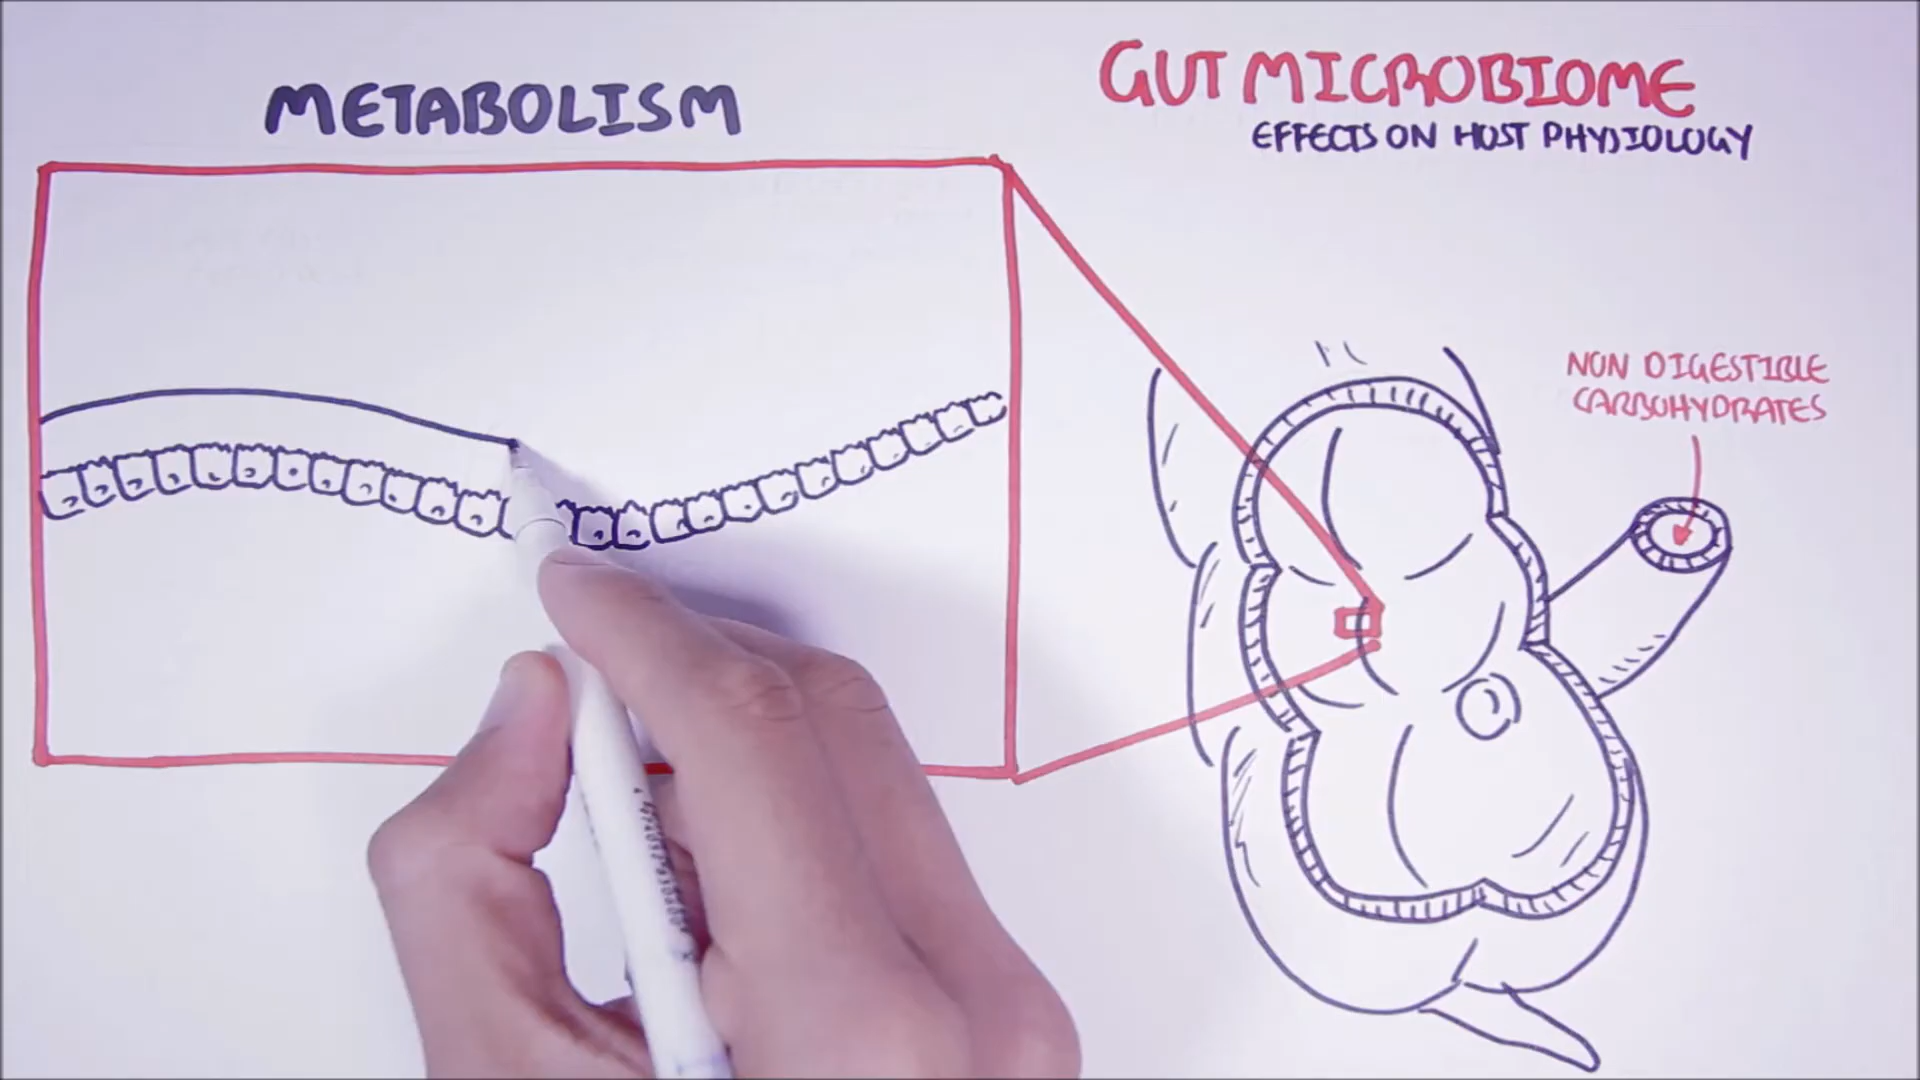 METABOLISM
GUT MICROBIOME
EFFECTS ON HOST PHYSIOLOGY
NON DIGESTIBLE
CARBOHYDRATES